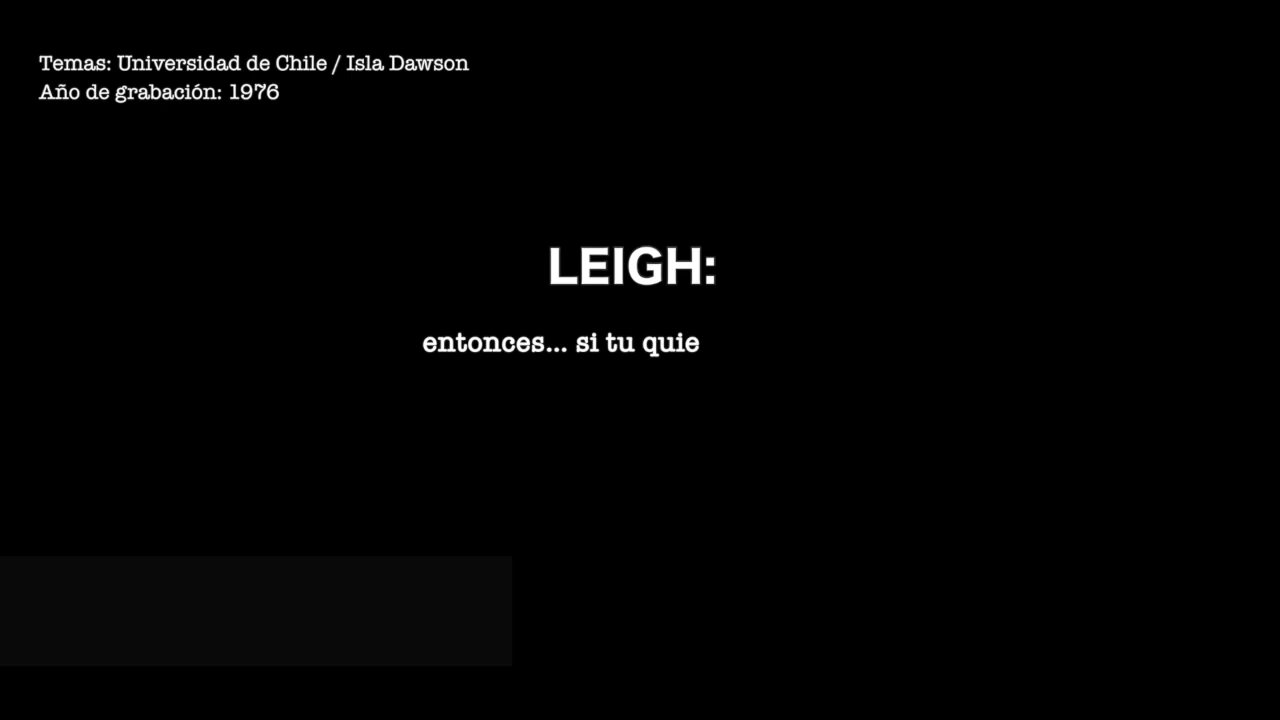 Temas: Universidad de Chile / Isla Dawson
Año de grabación: 1976
LEIGH:
entonces... si tu quie